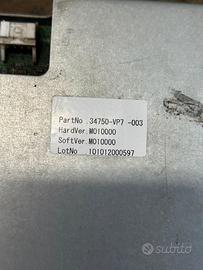 PartNo .34750-VP7 -003
HardVer.M010000
SoftVer.M010000
LotNo .101012000597
subito